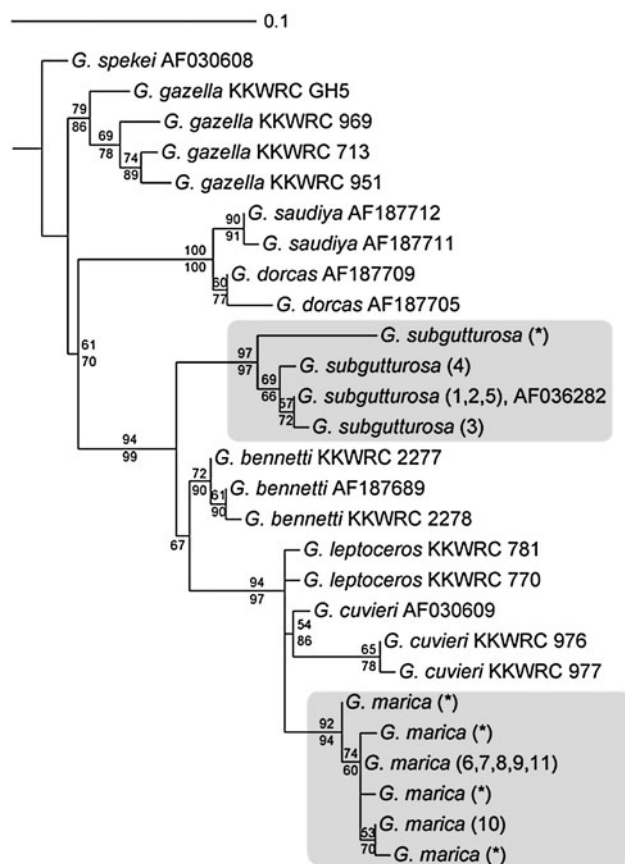 0.1
G. spekei AF030608
G. gazella KKWRC GH5
79
86
G. gazella KKWRC 969
69
78
G. gazella KKWRC 713
74
89
G. gazella KKWRC 951
G. saudiya AF187712
90
91
G. saudiya AF187711
100
100
G. dorcas AF187709
60
77
G. dorcas AF187705
G. subgutturosa (*)
61
70
97
97
G. subgutturosa (4)
69
66
G. subgutturosa (1,2,5), AF036282
57
72
G. subgutturosa (3)
94
99
G. bennetti KKWRC 2277
72
90
G. bennetti AF187689
61
90
G. bennetti KKWRC 2278
67
G. leptoceros KKWRC 781
94
97
G. leptoceros KKWRC 770
G. cuvieri AF030609
54
86
G. cuvieri KKWRC 976
65
78
G. cuvieri KKWRC 977
G. marica (*)
92
94
G. marica (*)
74
60
G. marica (6,7,8,9,11)
G. marica (*)
G. marica (10)
53
70
G. marica (*)